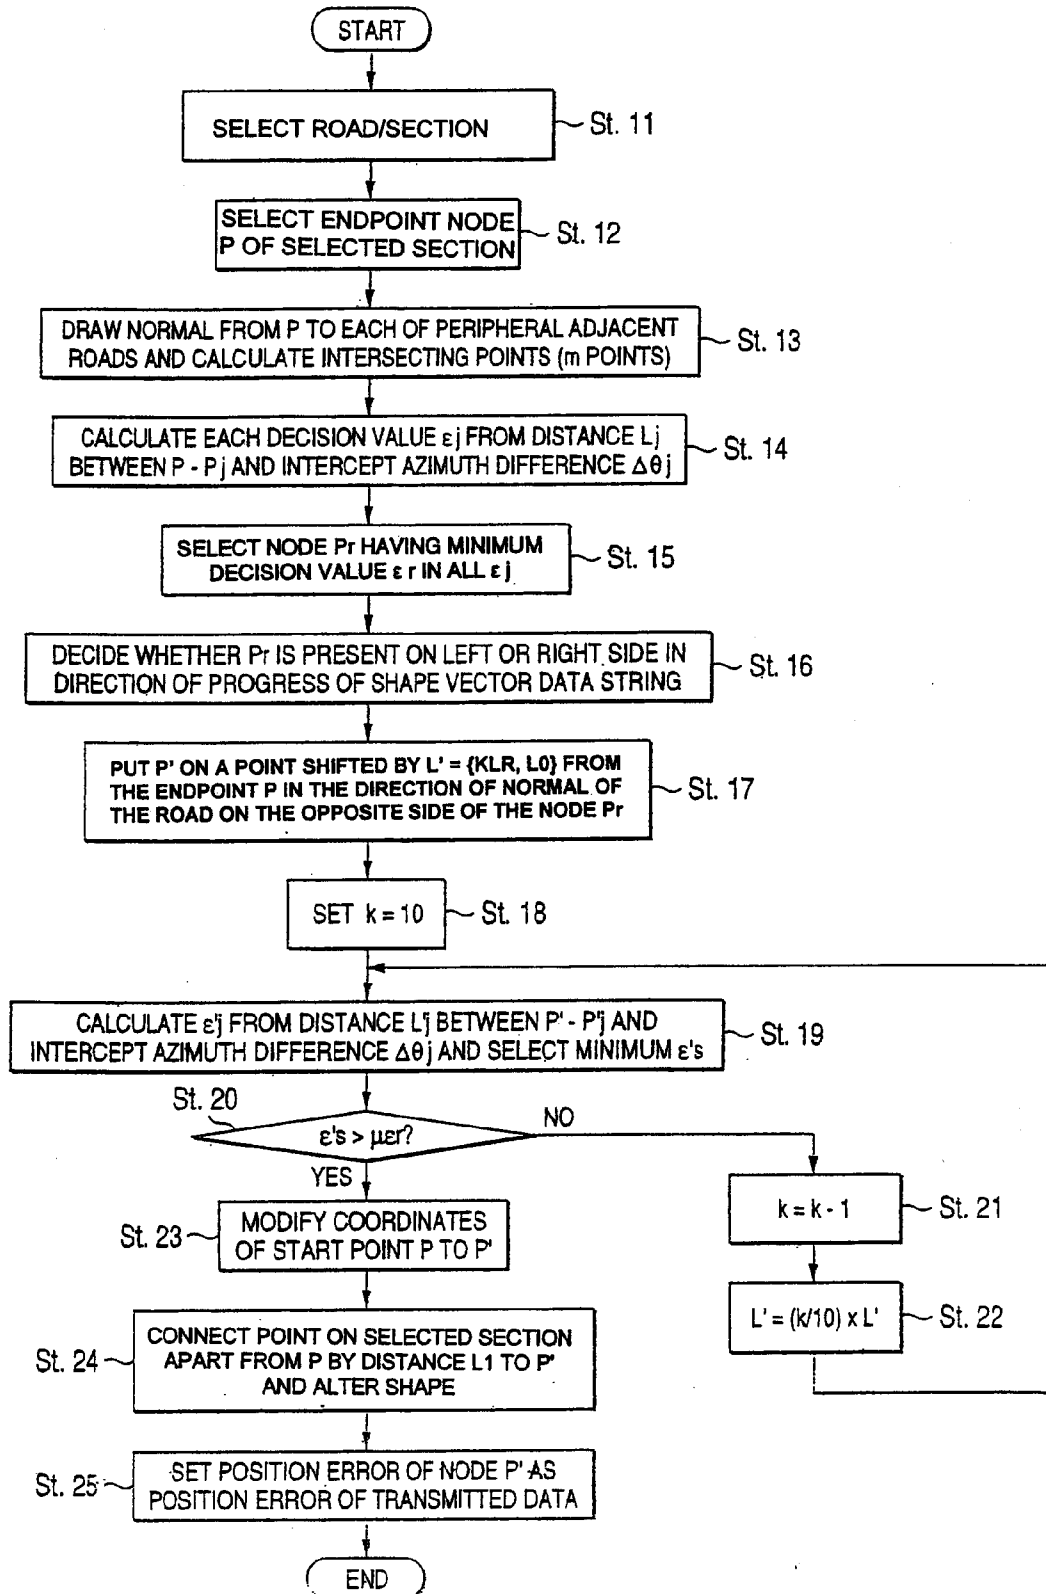 START
SELECT ROAD/SECTION
St. 11
SELECT ENDPOINT NODE
P OF SELECTED SECTION
St. 12
DRAW NORMAL FROM P TO EACH OF PERIPHERAL ADJACENT
ROADS AND CALCULATE INTERSECTING POINTS (m POINTS)
St. 13
CALCULATE EACH DECISION VALUE εj FROM DISTANCE Lj
BETWEEN P - Pj AND INTERCEPT AZIMUTH DIFFERENCE Δθj
St. 14
SELECT NODE Pr HAVING MINIMUM
DECISION VALUE εr IN ALL εj
St. 15
DECIDE WHETHER Pr IS PRESENT ON LEFT OR RIGHT SIDE IN
DIRECTION OF PROGRESS OF SHAPE VECTOR DATA STRING
St. 16
PUT P' ON A POINT SHIFTED BY L' = {KLR, L0} FROM
THE ENDPOINT P IN THE DIRECTION OF NORMAL OF
THE ROAD ON THE OPPOSITE SIDE OF THE NODE Pr
St. 17
SET k = 10
St. 18
CALCULATE ε'j FROM DISTANCE L'j BETWEEN P' - P'j AND
INTERCEPT AZIMUTH DIFFERENCE Δθj AND SELECT MINIMUM ε's
St. 19
St. 20
ε's > μεr?
NO
YES
k = k - 1
St. 21
L' = (k/10) x L'
St. 22
St. 23
MODIFY COORDINATES
OF START POINT P TO P'
St. 24
CONNECT POINT ON SELECTED SECTION
APART FROM P BY DISTANCE L1 TO P'
AND ALTER SHAPE
St. 25
SET POSITION ERROR OF NODE P' AS
POSITION ERROR OF TRANSMITTED DATA
END